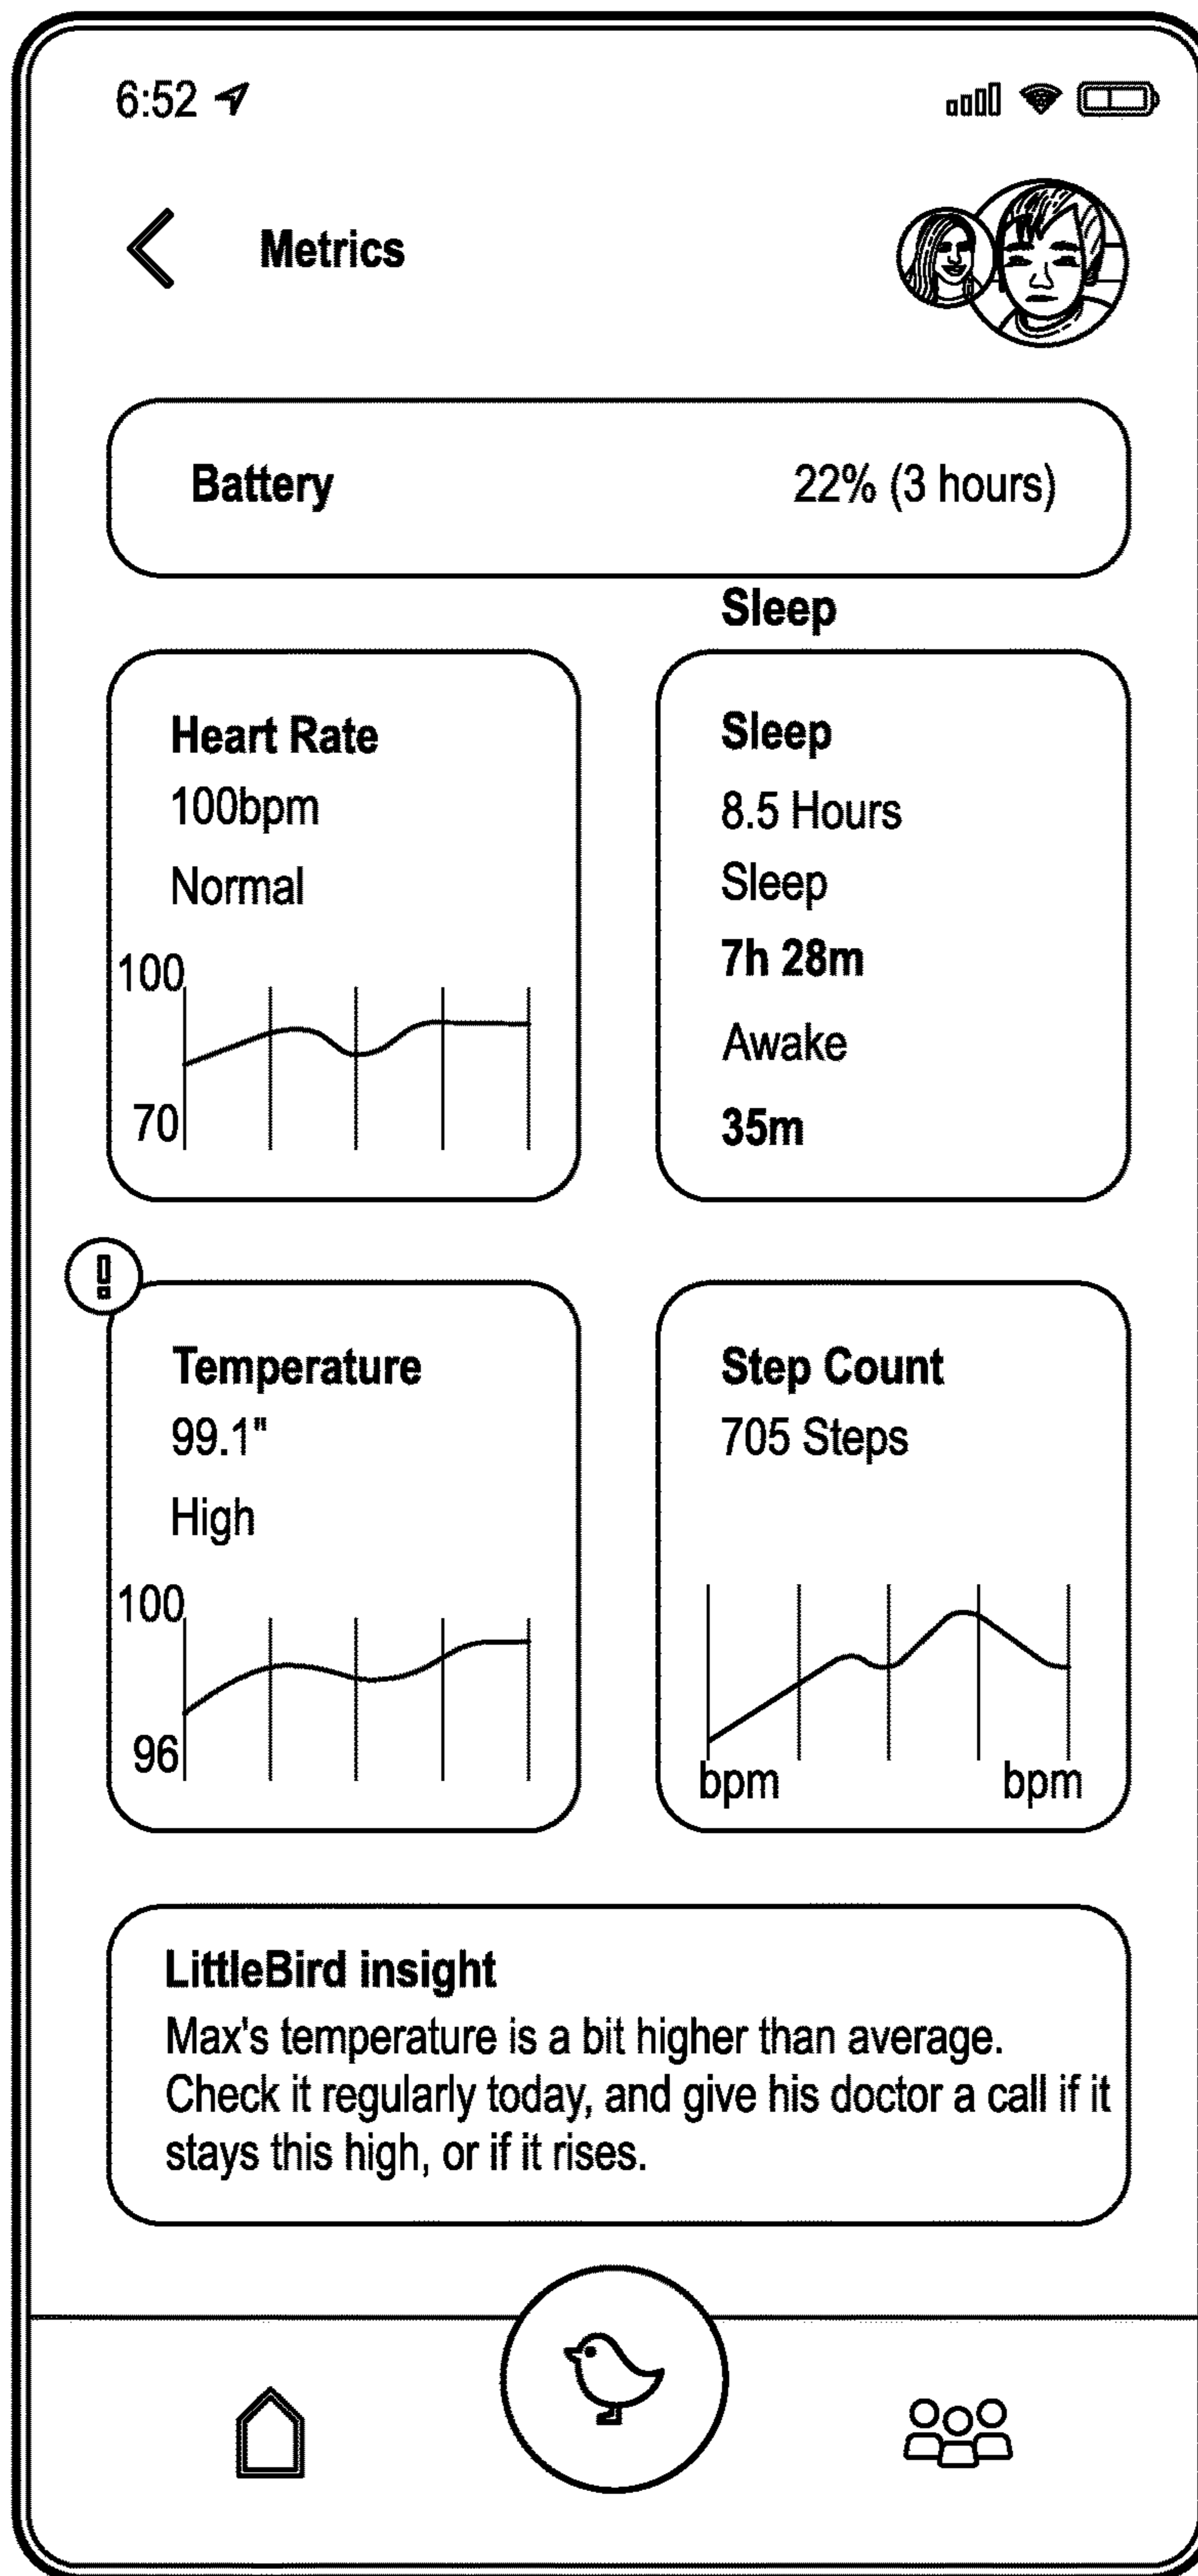 6:52
Metrics
Battery 22% (3 hours)
Sleep
Heart Rate
100bpm
Normal
100
70
Sleep
8.5 Hours
Sleep
7h 28m
Awake
35m
!
Temperature
99.1"
High
100
96
Step Count
705 Steps
bpm bpm
LittleBird insight
Max's temperature is a bit higher than average.
Check it regularly today, and give his doctor a call if it
stays this high, or if it rises.